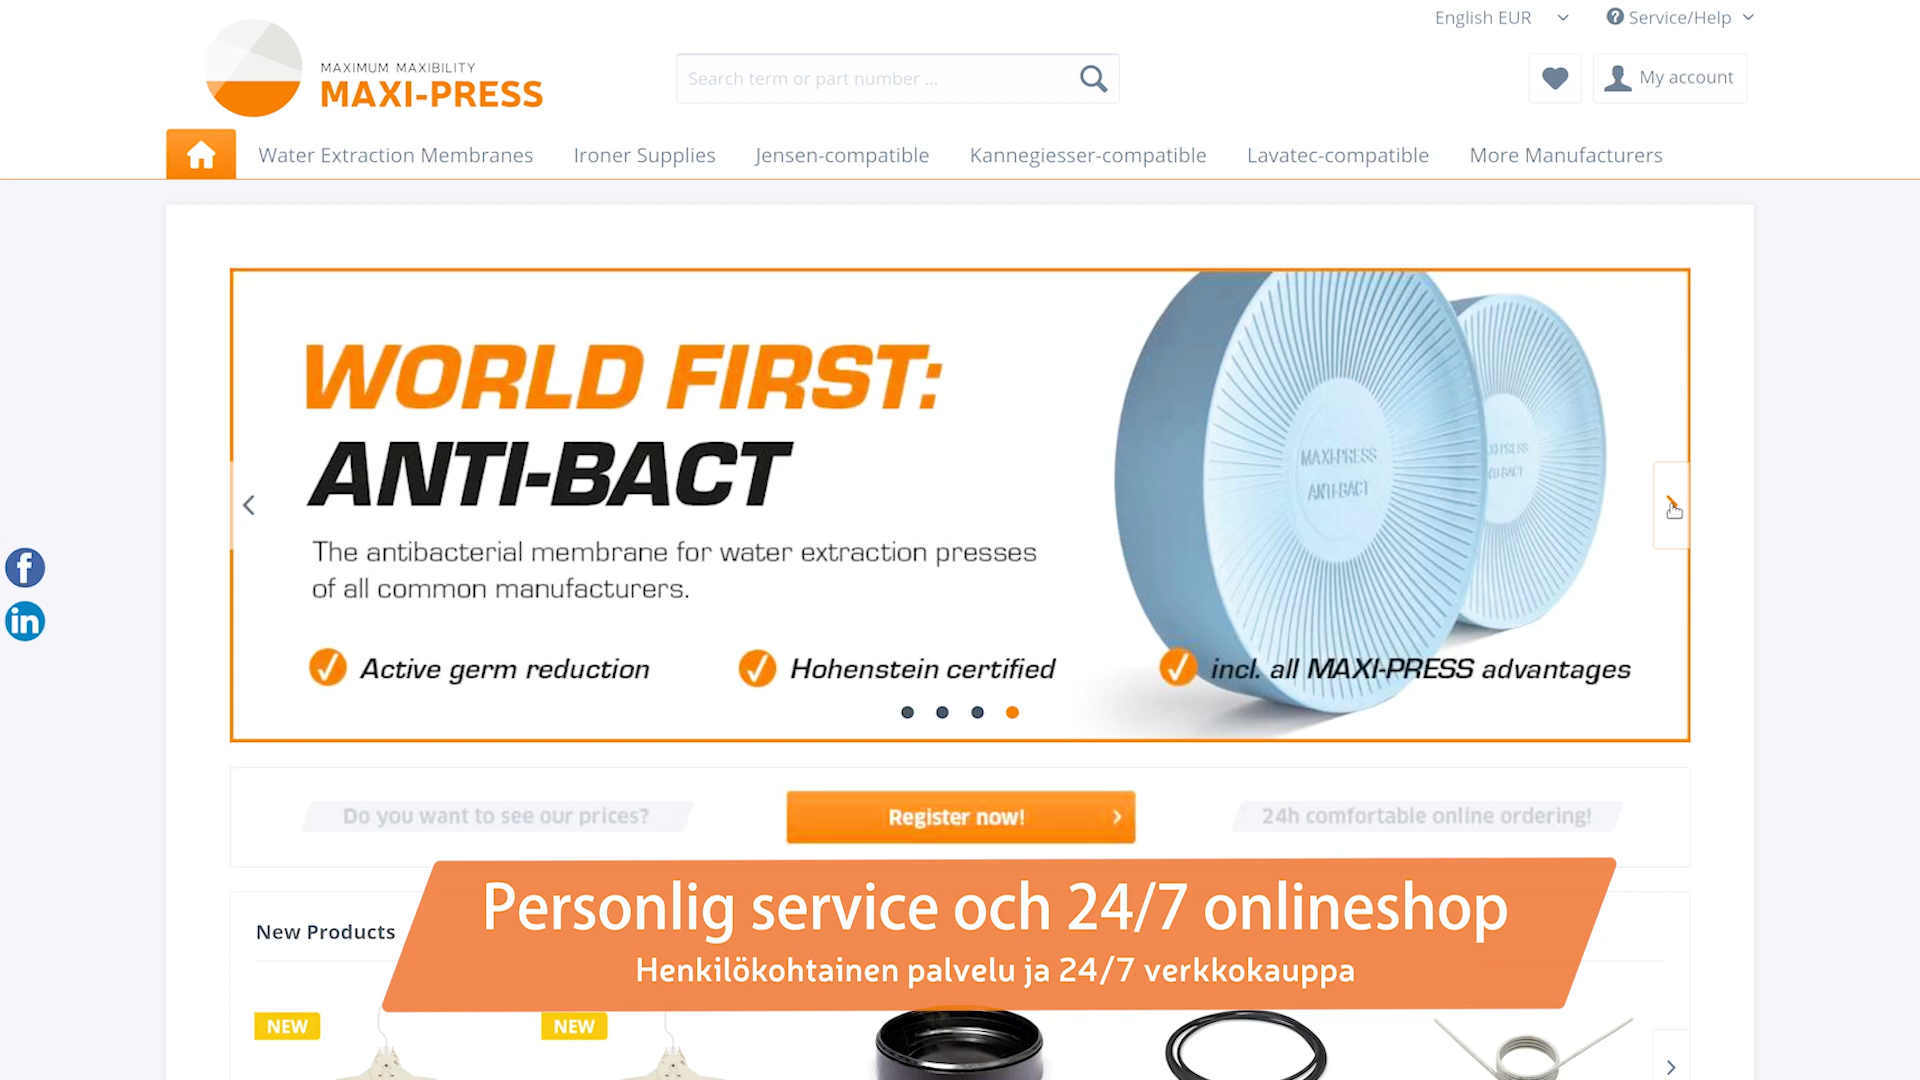 English EUR
Service/Help
MAXIMUM MAXIBILITY
MAXI-PRESS
Search term or part number ...
My account
Water Extraction Membranes
Ironer Supplies
Jensen-compatible
Kannegiesser-compatible
Lavatec-compatible
More Manufacturers
WORLD FIRST:
ANTI-BACT
The antibacterial membrane for water extraction presses
of all common manufacturers.
MAXI-PRESS
ANTI-BACT
Active germ reduction
Hohenstein certified
incl. all MAXI-PRESS advantages
Do you want to see our prices?
Register now!
24h comfortable online ordering!
Personlig service och 24/7 onlineshop
Henkilökohtainen palvelu ja 24/7 verkkokauppa
New Products
NEW
NEW